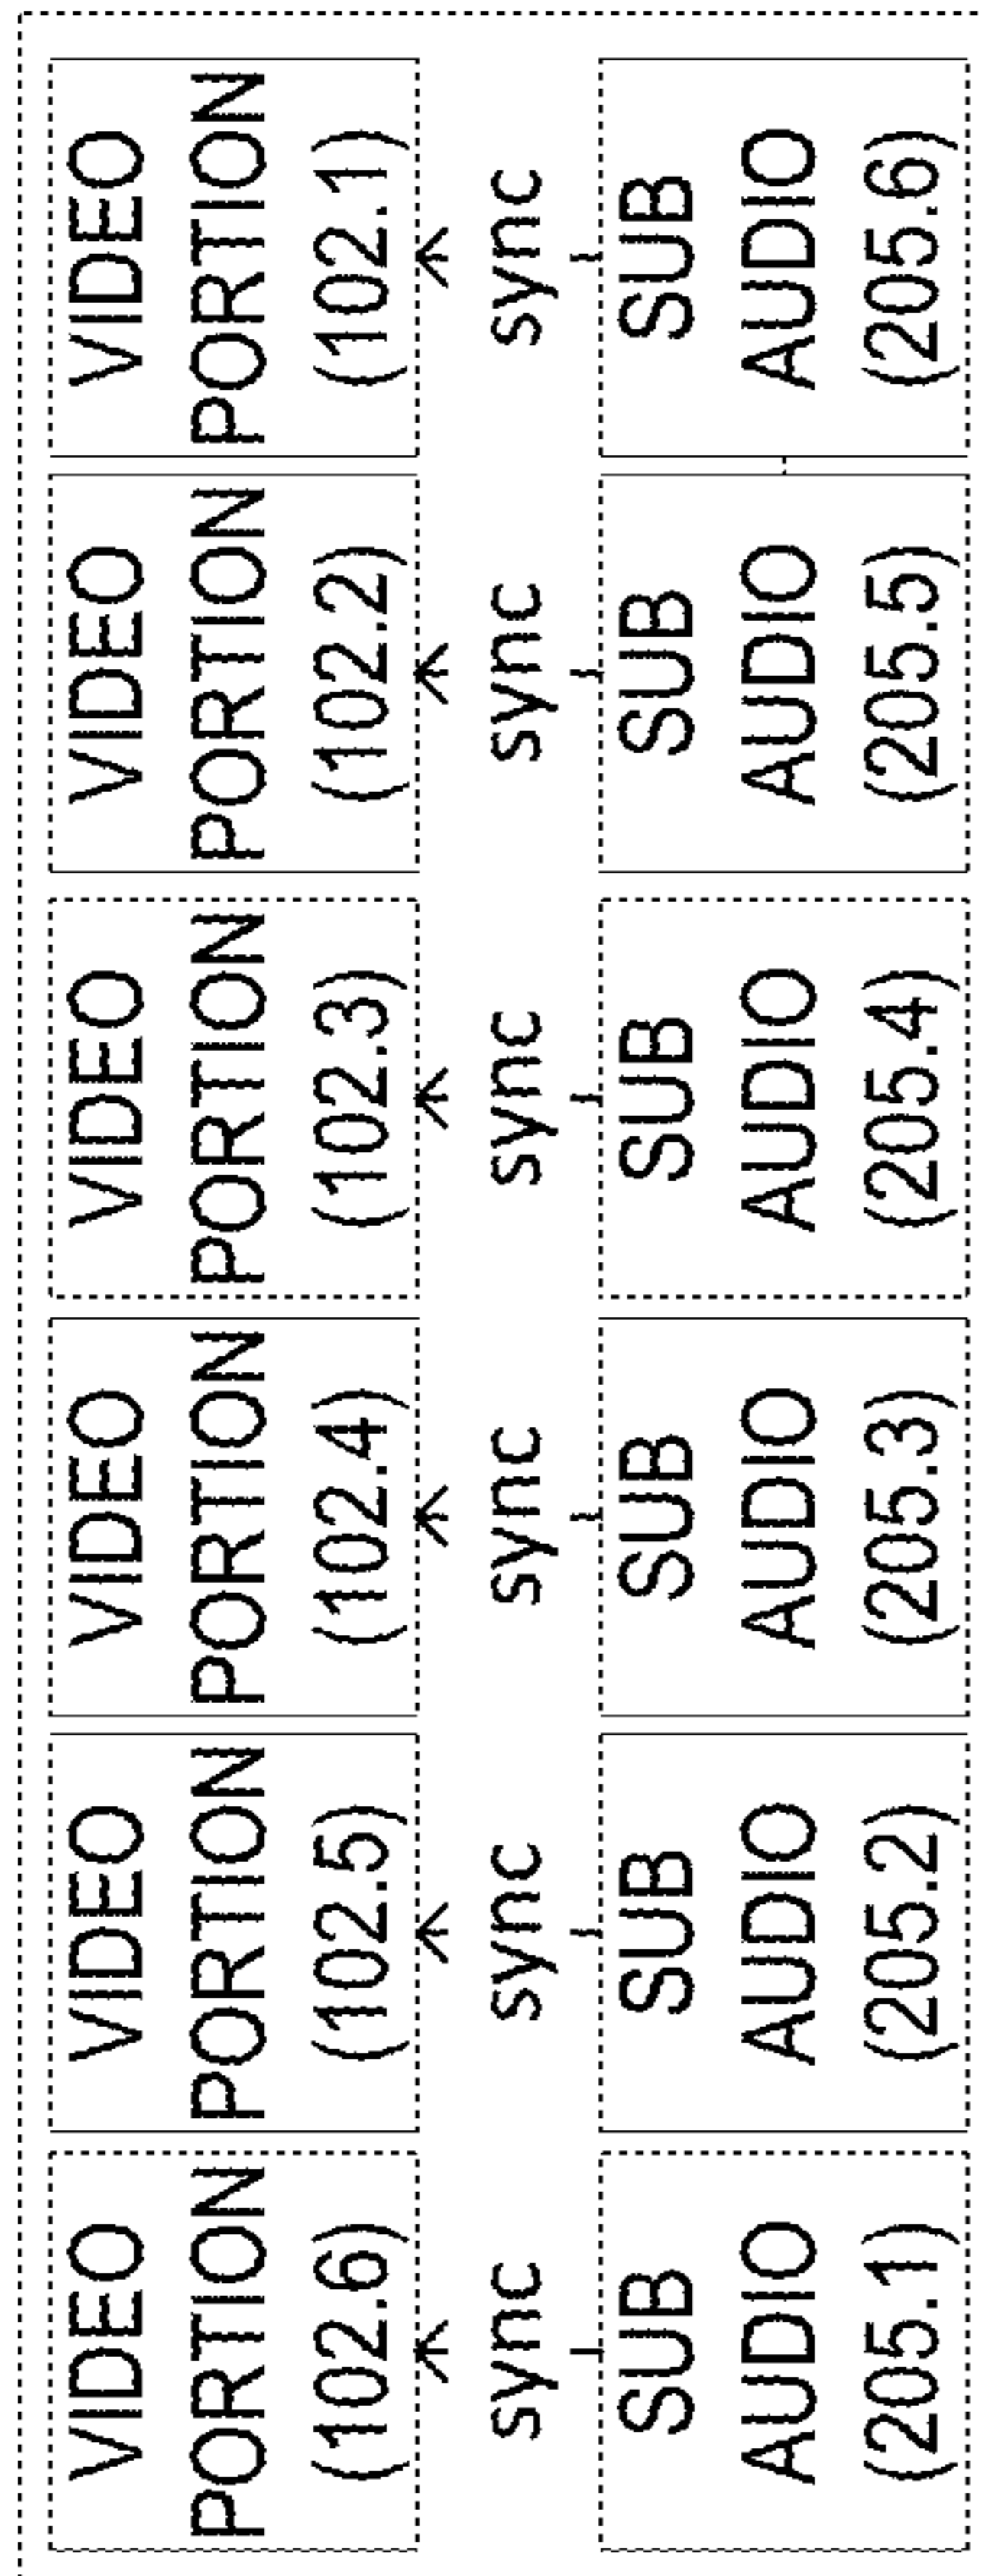 VIDEO
PORTION
(102.6)
VIDEO
PORTION
(102.5)
VIDEO
PORTION
(102.4)
VIDEO
PORTION
(102.3)
VIDEO
PORTION
(102.2)
VIDEO
PORTION
(102.1)
sync
sync
sync
sync
sync
sync
SUB
AUDIO
(205.1)
SUB
AUDIO
(205.2)
SUB
AUDIO
(205.3)
SUB
AUDIO
(205.4)
SUB
AUDIO
(205.5)
SUB
AUDIO
(205.6)